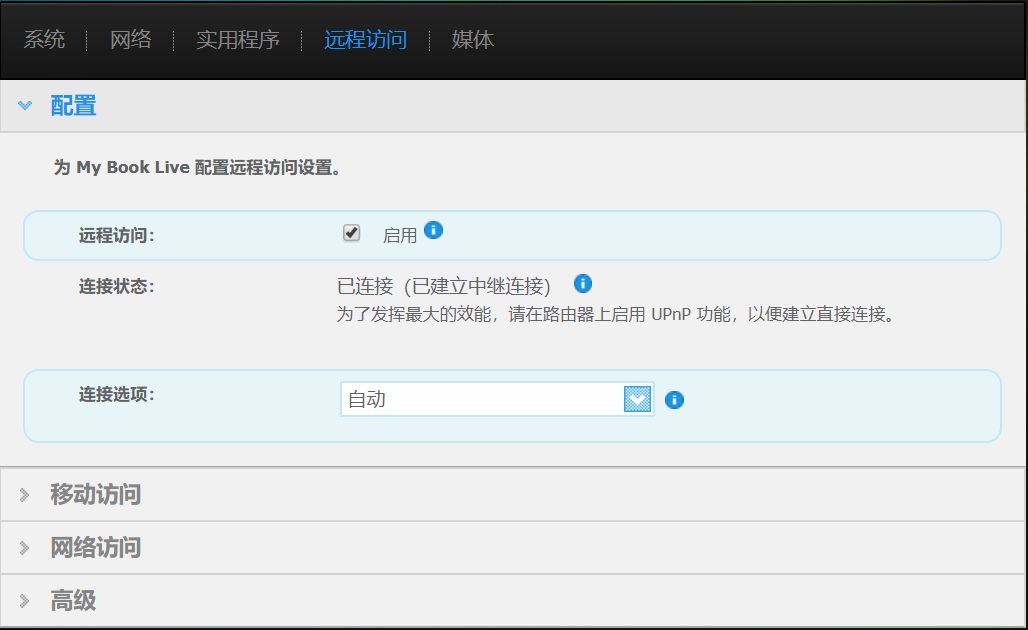 系统 网络 实用程序 远程访问 媒体
配置
为 My Book Live 配置远程访问设置。
远程访问： 启用
连接状态： 已连接（已建立中继连接）
为了发挥最大的效能，请在路由器上启用 UPnP 功能，以便建立直接连接。
连接选项： 自动
移动访问
网络访问
高级